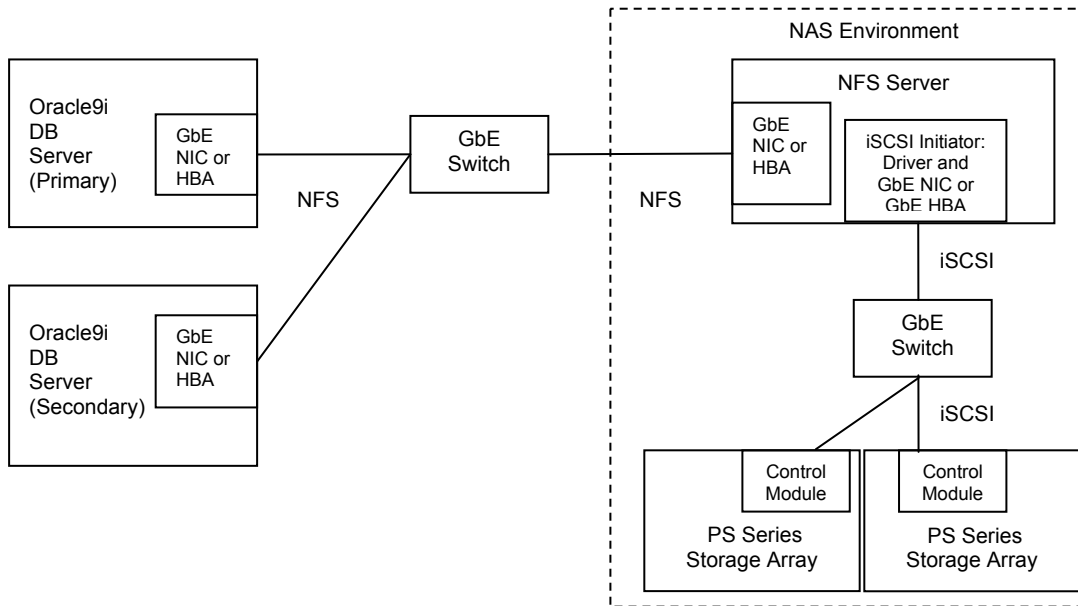 NAS Environment
Oracle9i
DB
Server
(Primary)
GbE
NIC or
HBA
NFS
GbE
Switch
NFS
NFS Server
GbE
NIC or
HBA
iSCSI Initiator:
Driver and
GbE NIC or
GbE HBA
iSCSI
Oracle9i
DB
Server
(Secondary)
GbE
NIC or
HBA
GbE
Switch
iSCSI
Control
Module
PS Series
Storage Array
Control
Module
PS Series
Storage Array